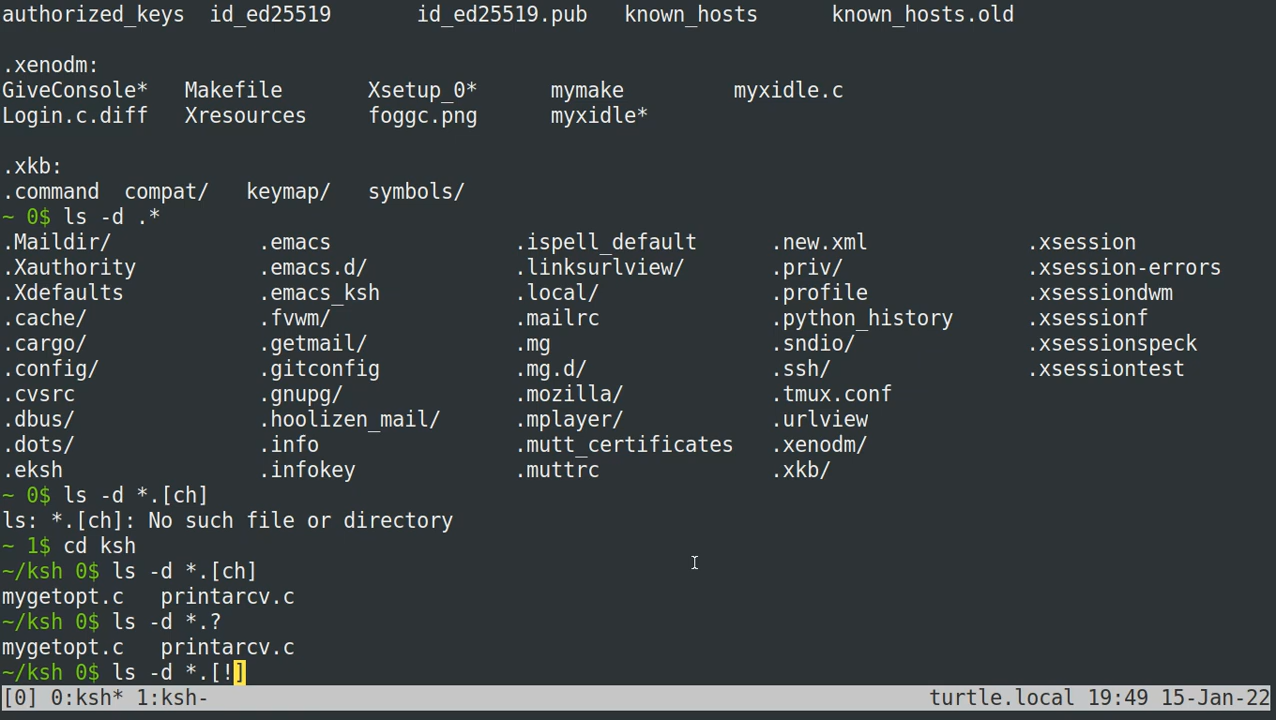 authorized_keys  id_ed25519       id_ed25519.pub   known_hosts      known_hosts.old

.xenodm:
GiveConsole*   Makefile       Xsetup_0*      mymake         myxidle.c
Login.c.diff   Xresources     foggc.png      myxidle*

.xkb:
.command  compat/   keymap/   symbols/
~ 0$ ls -d .*
.Maildir/            .emacs               .ispell_default      .new.xml             .xsession
.Xauthority          .emacs.d/            .linksurlview/       .priv/               .xsession-errors
.Xdefaults           .emacs_ksh           .local/              .profile             .xsessiondwm
.cache/              .fvwm/               .mailrc              .python_history      .xsessionf
.cargo/              .getmail/            .mg                  .sndio/              .xsessionspeck
.config/             .gitconfig           .mg.d/               .ssh/                .xsessiontest
.cvsrc               .gnupg/              .mozilla/            .tmux.conf
.dbus/               .hoolizen_mail/      .mplayer/            .urlview
.dots/               .info                .mutt_certificates   .xenodm/
.eksh                .infokey             .muttrc              .xkb/
~ 0$ ls -d *.[ch]
ls: *.[ch]: No such file or directory
~ 1$ cd ksh
~/ksh 0$ ls -d *.[ch]
mygetopt.c   printarcv.c
~/ksh 0$ ls -d *.?
mygetopt.c   printarcv.c
~/ksh 0$ ls -d *.[!]
[0] 0:ksh* 1:ksh-                                                           turtle.local 19:49 15-Jan-22